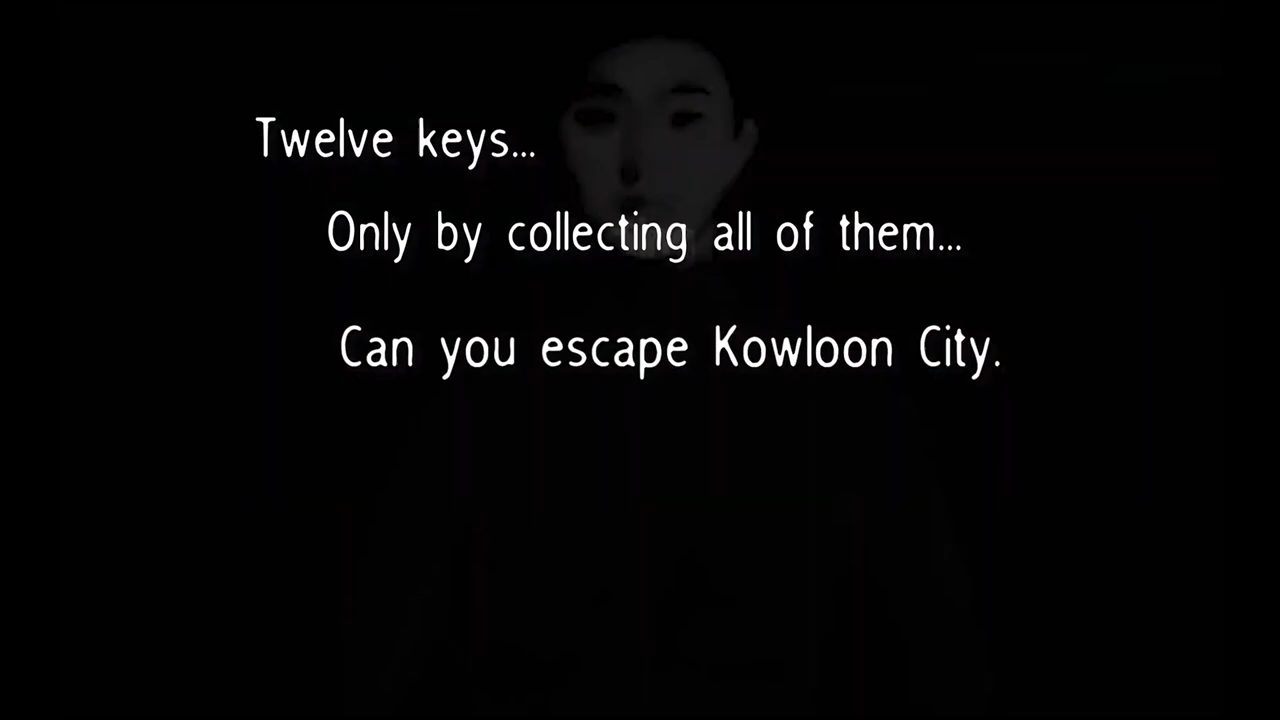 Twelve keys...
Only by collecting all of them...
Can you escape Kowloon City.